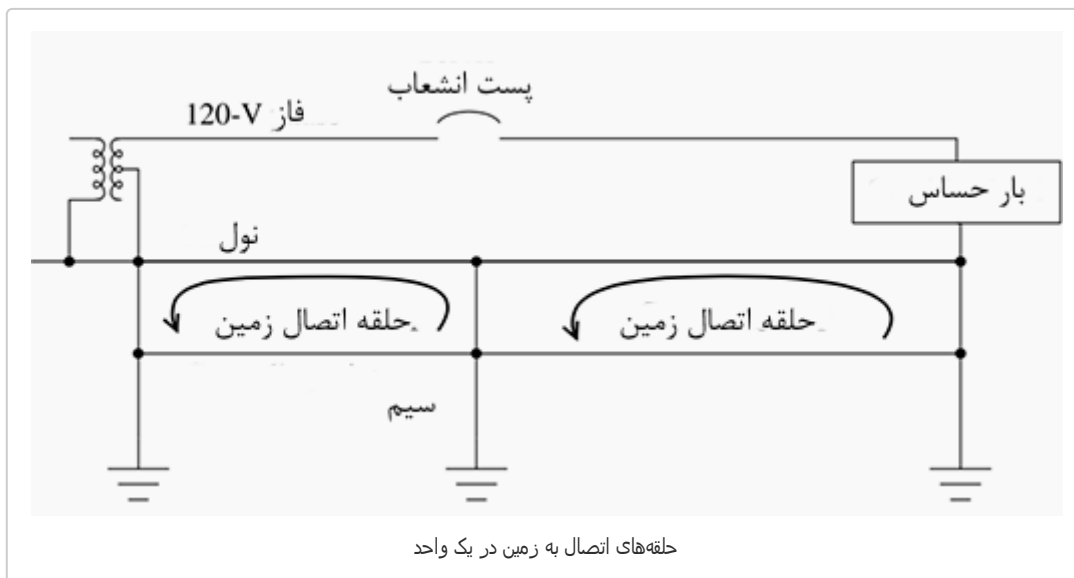 پست انشعاب
فاز 120-V
بار حساس
نول
حلقه اتصال زمین
حلقه اتصال زمین
سیم
حلقه‌های اتصال به زمین در یک واحد